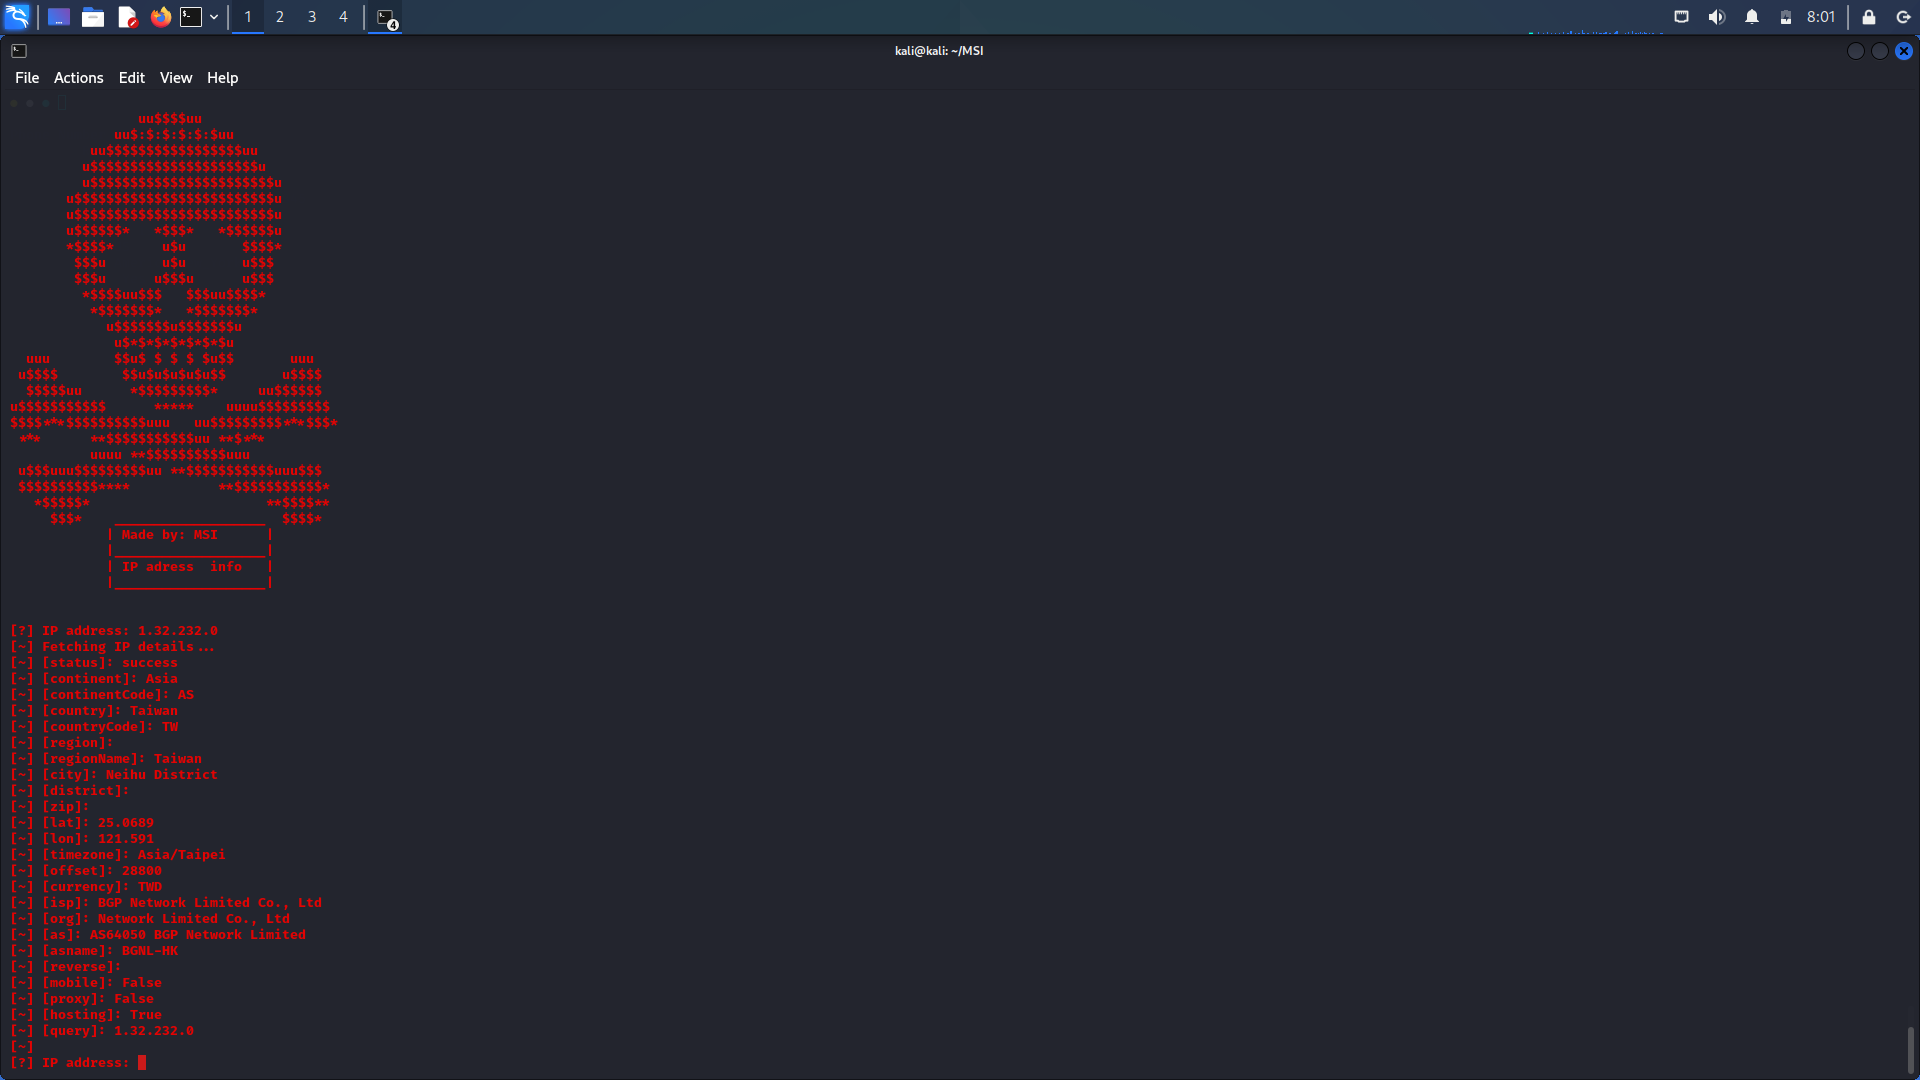 1 2 3 4 4 8:01
kali@kali: ~/MSI
File Actions Edit View Help
uu$$$$uu
uu$:$:$:$:$:$uu
uu$$$$$$$$$$$$$$$$$uu
u$$$$$$$$$$$$$$$$$$$$$u
u$$$$$$$$$$$$$$$$$$$$$$$u
u$$$$$$$$$$$$$$$$$$$$$$$$$u
u$$$$$$$$$$$$$$$$$$$$$$$$$u
u$$$$$$*   *$$$*   *$$$$$$u
*$$$$*      u$u       $$$$*
$$$u       u$u       u$$$
$$$u      u$$$u      u$$$
*$$$$uu$$$   $$$uu$$$$*
*$$$$$$$*   *$$$$$$$*
u$$$$$$$u$$$$$$$u
u$*$*$*$*$*$*$u
uuu        $$u$ $ $ $ $u$$       uuu
u$$$$        $$u$u$u$u$u$$       u$$$$
$$$$$uu      *$$$$$$$$$*     uu$$$$$$
u$$$$$$$$$$$      *****    uuuu$$$$$$$$$
$$$$***$$$$$$$$$$uuu   uu$$$$$$$$$***$$$*
***      **$$$$$$$$$$$uu **$***
uuuu **$$$$$$$$$$uuu
u$$$uuu$$$$$$$$$uu **$$$$$$$$$$$uuu$$$
$$$$$$$$$$****           **$$$$$$$$$$$*
*$$$$$*                      **$$$$**
$$$*    ___________________  $$$$*
| Made by: MSI      |
|___________________|
| IP adress  info   |
|___________________|
[?] IP address: 1.32.232.0
[~] Fetching IP details...
[~] [status]: success
[~] [continent]: Asia
[~] [continentCode]: AS
[~] [country]: Taiwan
[~] [countryCode]: TW
[~] [region]:
[~] [regionName]: Taiwan
[~] [city]: Neihu District
[~] [district]:
[~] [zip]:
[~] [lat]: 25.0689
[~] [lon]: 121.591
[~] [timezone]: Asia/Taipei
[~] [offset]: 28800
[~] [currency]: TWD
[~] [isp]: BGP Network Limited Co., Ltd
[~] [org]: Network Limited Co., Ltd
[~] [as]: AS64050 BGP Network Limited
[~] [asname]: BGNL-HK
[~] [reverse]:
[~] [mobile]: False
[~] [proxy]: False
[~] [hosting]: True
[~] [query]: 1.32.232.0
[~]
[?] IP address: